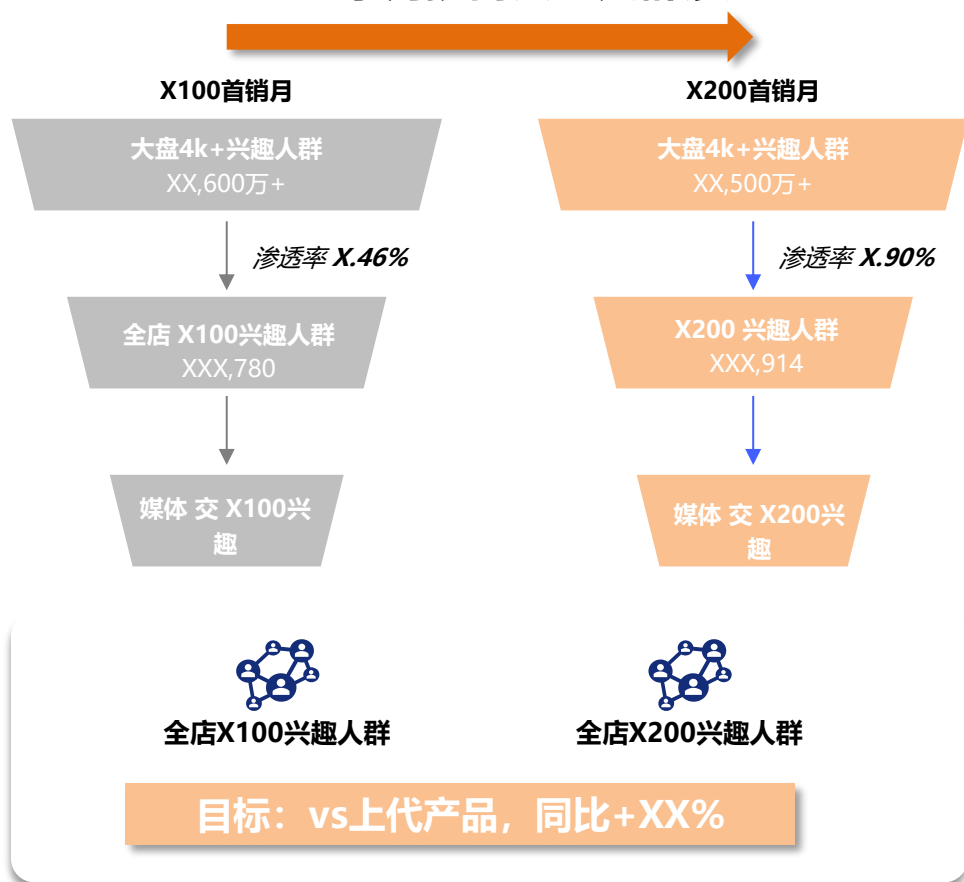 X100首销月
X200首销月
大盘4k+兴趣人群
XX,600万+
大盘4k+兴趣人群
XX,500万+
渗透率 X.46%
渗透率 X.90%
全店 X100兴趣人群
XXX,780
X200 兴趣人群
XXX,914
媒体 交 X100兴
趣
媒体 交 X200兴
趣
全店X100兴趣人群
全店X200兴趣人群
目标：vs上代产品，同比+XX%